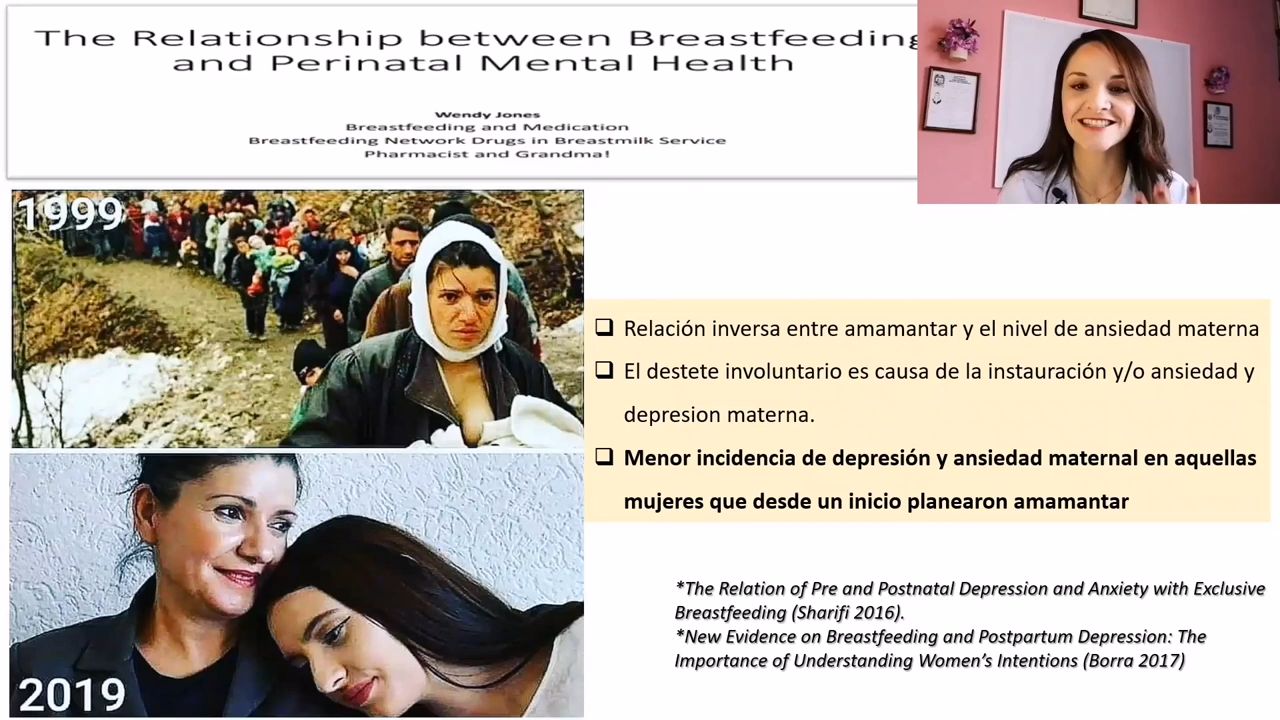 The Relationship between Breastfeeding
and Perinatal Mental Health
Wendy Jones
Breastfeeding and Medication
Breastfeeding Network Drugs in Breastmilk Service
Pharmacist and Grandma!
1999
❑ Relación inversa entre amamantar y el nivel de ansiedad materna
❑ El destete involuntario es causa de la instauración y/o ansiedad y
depresion materna.
❑ Menor incidencia de depresión y ansiedad maternal en aquellas
mujeres que desde un inicio planearon amamantar
2019
*The Relation of Pre and Postnatal Depression and Anxiety with Exclusive
Breastfeeding (Sharifi 2016).
*New Evidence on Breastfeeding and Postpartum Depression: The
Importance of Understanding Women's Intentions (Borra 2017)